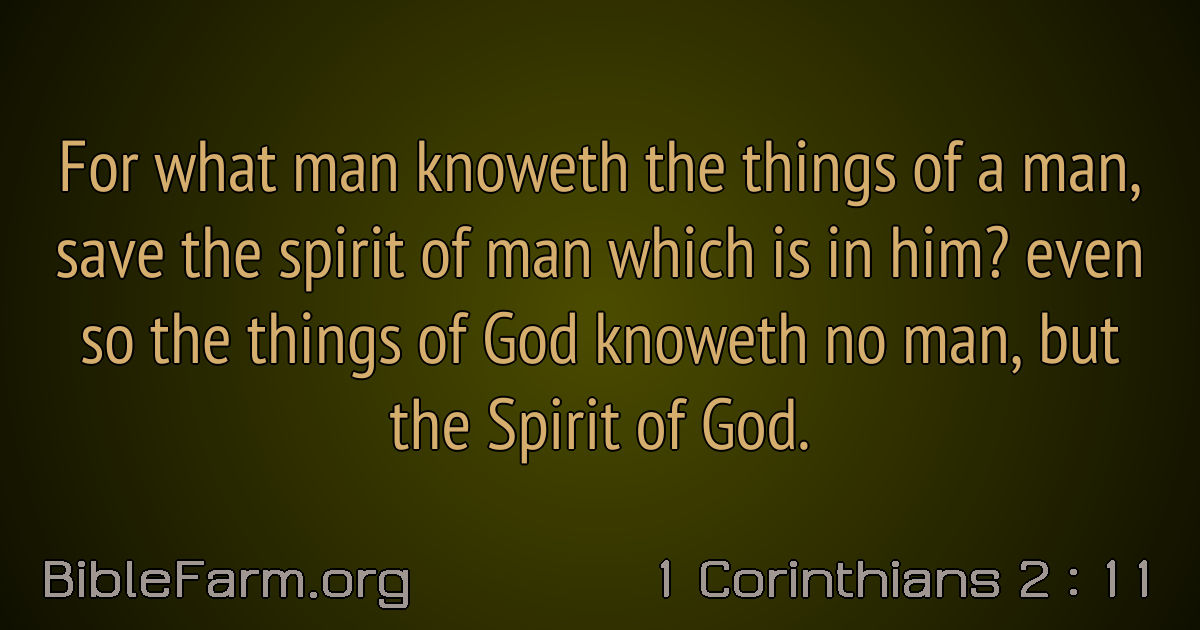 For what man knoweth the things of a man,
save the spirit of man which is in him? even
so the things of God knoweth no man, but
the Spirit of God.
BibleFarm.org
1 Corinthians 2 : 11